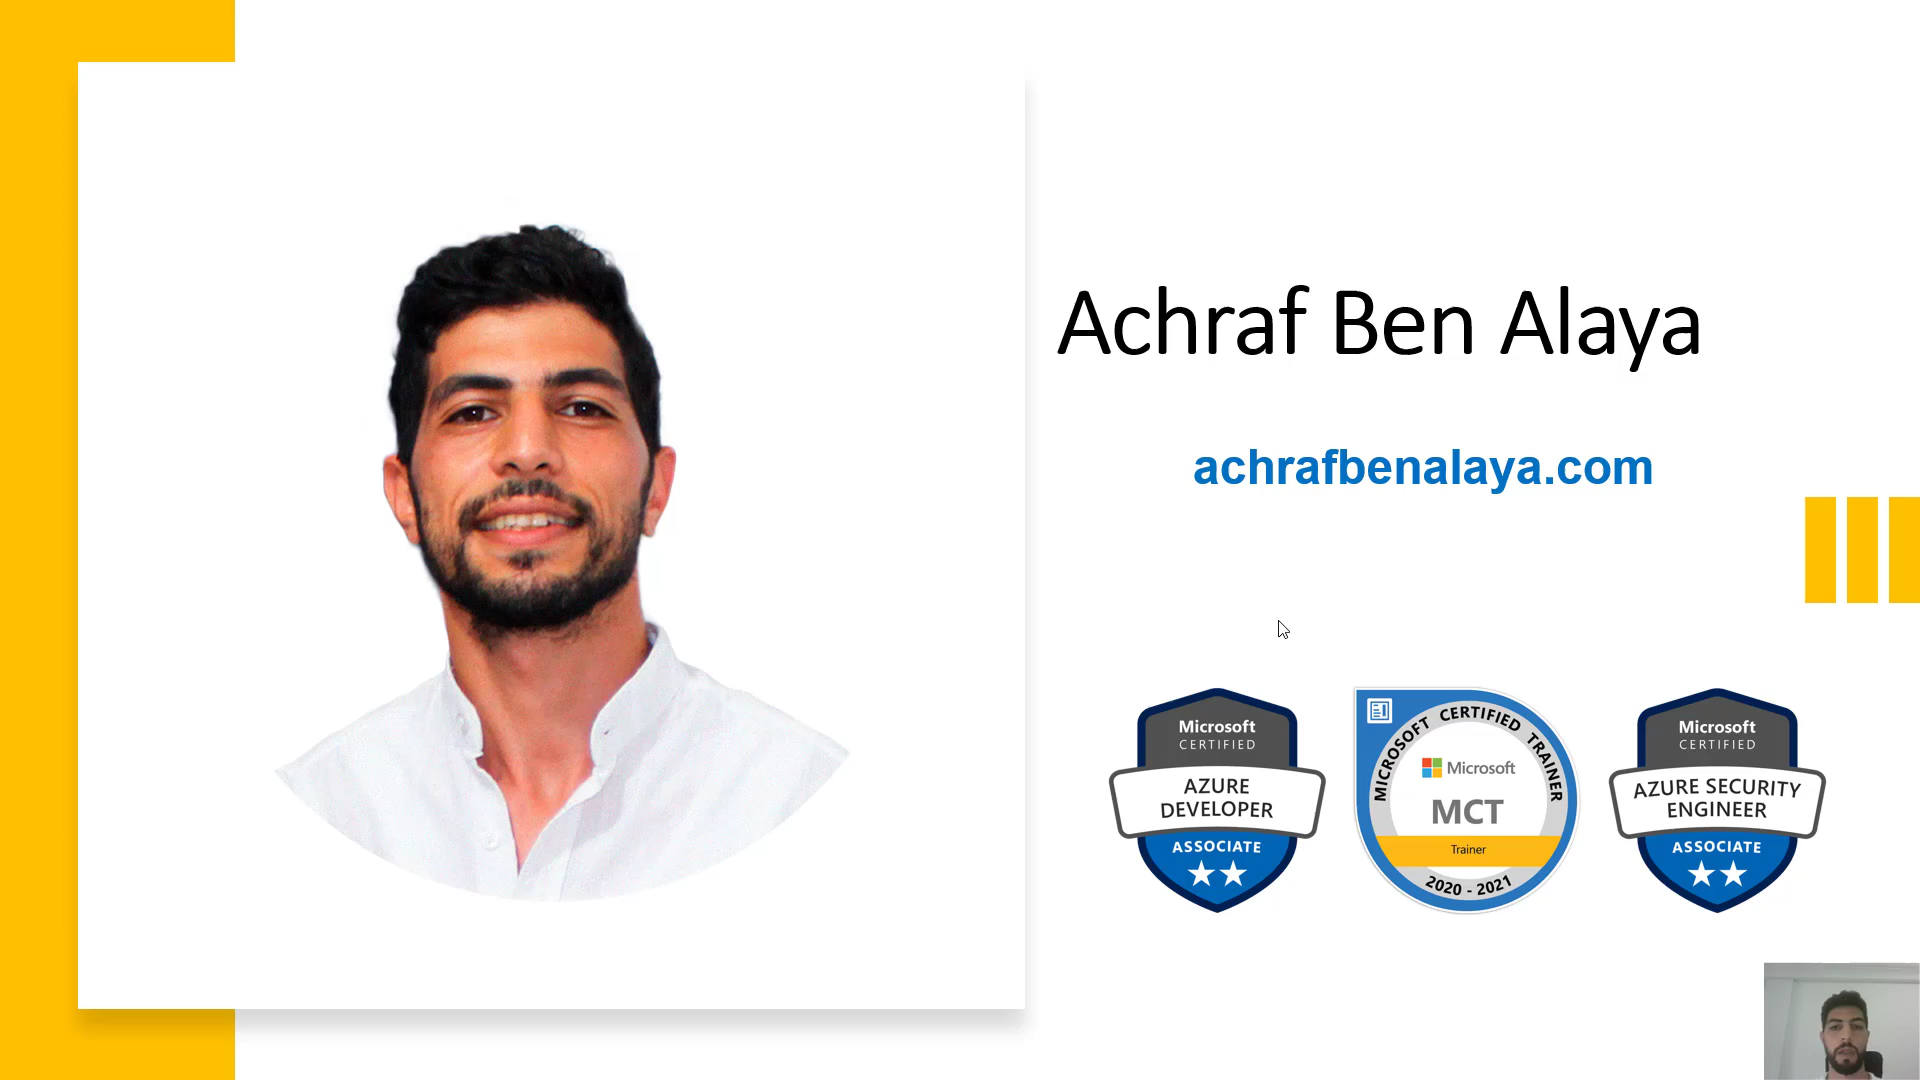 Achraf Ben Alaya
achrafbenalaya.com
Microsoft
CERTIFIED
AZURE
DEVELOPER
ASSOCIATE
MICROSOFT CERTIFIED TRAINER
Microsoft
MCT
Trainer
2020 - 2021
Microsoft
CERTIFIED
AZURE SECURITY
ENGINEER
ASSOCIATE